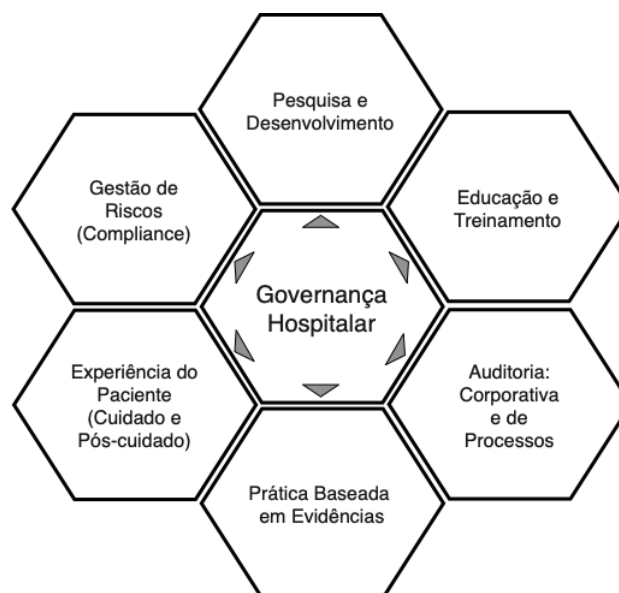 Pesquisa e
Desenvolvimento
Gestão de
Riscos
(Compliance)
Educação e
Treinamento
Governança
Hospitalar
Experiência do
Paciente
(Cuidado e
Pós-cuidado)
Auditoria:
Corporativa
e de
Processos
Prática Baseada
em Evidências